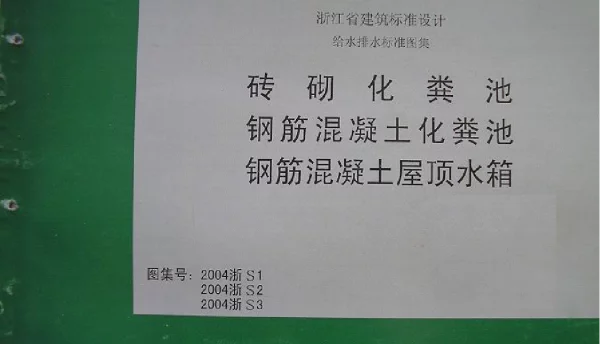 浙江省建筑标准设计
给水排水标准图集
砖砌化粪池
钢筋混凝土化粪池
钢筋混凝土屋顶水箱
图集号：2004浙 S1
2004浙 S2
2004浙 S3